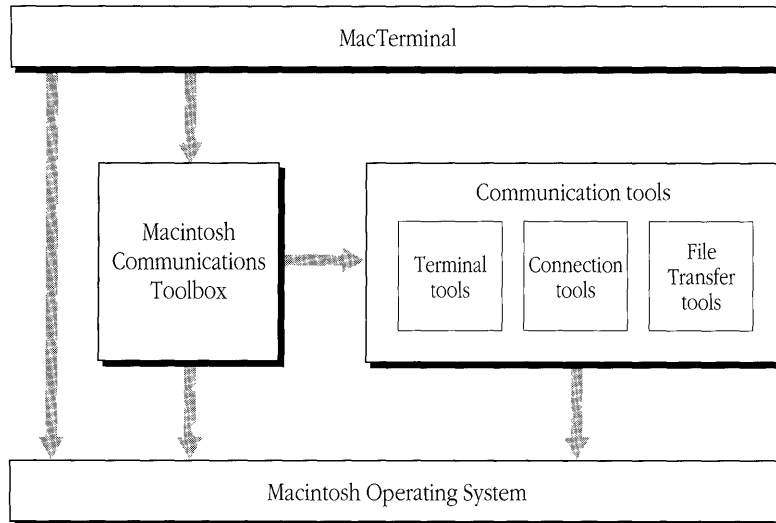 MacTerminal
Macintosh
Communications
Toolbox
Communication tools
Terminal
tools
Connection
tools
File
Transfer
tools
Macintosh Operating System